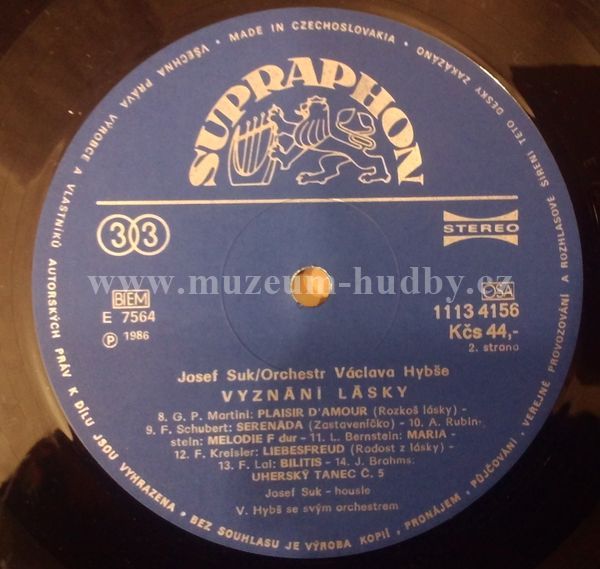 VŠECHNA PRÁVA VÝROBCE A VLASTNÍKŮ AUTORSKÝCH PRÁV K DÍLU JSOU VYHRAZENA • BEZ SOUHLASU JE VÝROBA KOPIÍ, PRONÁJEM, PŮJČOVÁNÍ, VEŘEJNÉ PROVOZOVÁNÍ A ROZHLASOVÉ ŠÍŘENÍ TÉTO DESKY ZAKÁZÁNO • MADE IN CZECHOSLOVAKIA •
SUPRAPHON
33
STEREO
www.muzeum-hudby.cz
BIEM
OSA
E 7564
1113 4156
Ⓟ 1986
Kčs 44,-
2. strana
Josef Suk/Orchestr Václava Hybše
VYZNÁNÍ LÁSKY
8. G. P. Martini: PLAISIR D'AMOUR (Rozkoš lásky) -
9. F. Schubert: SERENÁDA (Zastaveníčko) - 10. A. Rubin-
stein: MELODIE F dur - 11. L. Bernstein: MARIA -
12. F. Kreisler: LIEBESFREUD (Radost z lásky) -
13. F. Lai: BILITIS - 14. J. Brahms:
UHERSKÝ TANEC Č. 5
Josef Suk - housle
V. Hybš se svým orchestrem